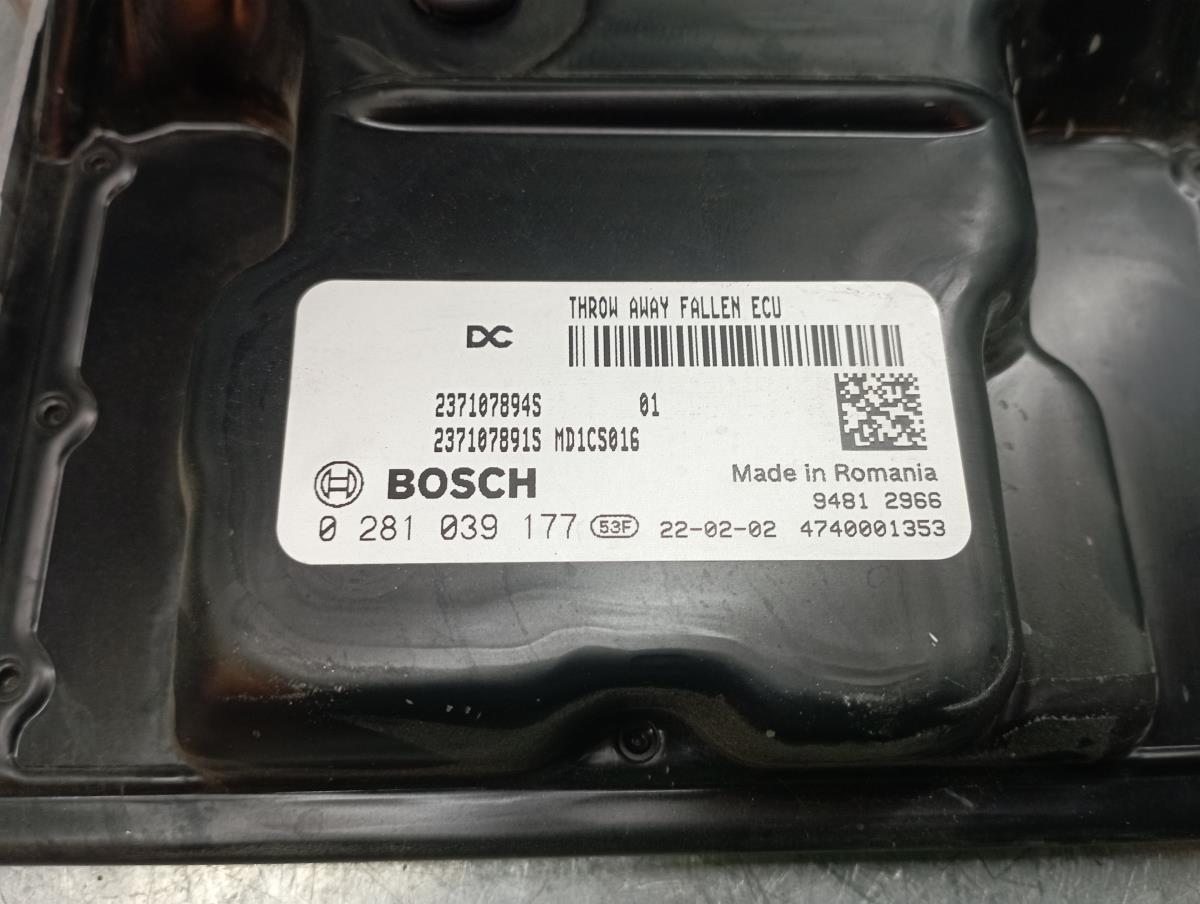 THROW AWAY FALLEN ECU
DC
237107894S 01
237107891S MD1CS016
BOSCH
Made in Romania
9481 2966
0 281 039 177 53F 22-02-02 4740001353